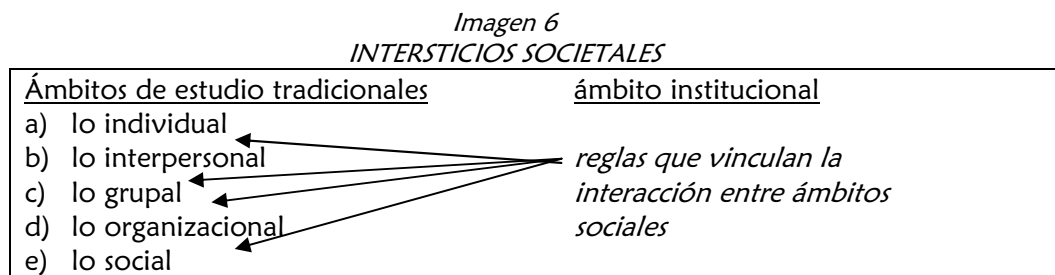 Imagen 6
INTERSTICIOS SOCIETALES
Ámbitos de estudio tradicionales ámbito institucional
a) lo individual
b) lo interpersonal reglas que vinculan la
c) lo grupal interacción entre ámbitos
d) lo organizacional sociales
e) lo social